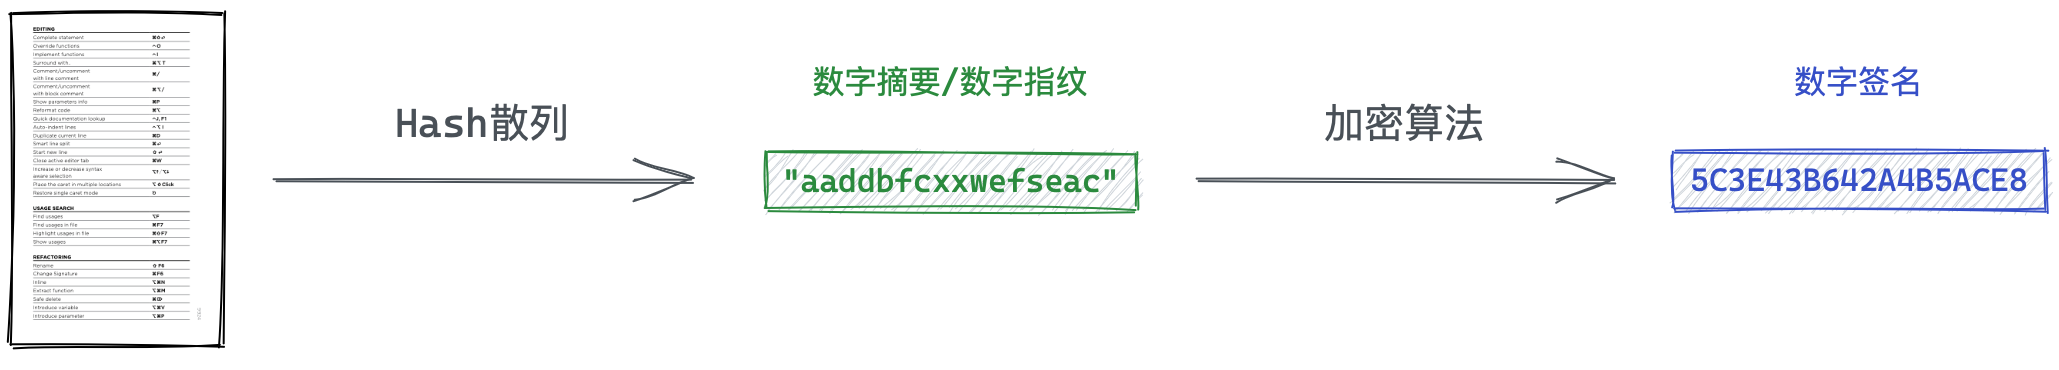 EDITING
Complete statement ⌘⇧⏎
Override functions ⌃O
Implement functions ⌃I
Surround with… ⌘⌥T
Comment/uncomment
with line comment ⌘/
Comment/uncomment
with block comment ⌘⌥/
Show parameters info ⌘P
Reformat code
Quick documentation lookup
Auto-indent lines ⌃⌥I
Duplicate current line ⌘D
Smart line split ⌘⏎
Start new line ⇧⏎
Close active editor tab ⌘W
Increase or decrease syntax
aware selection
Place the caret in multiple locations ⌥⇧Click
Restore single caret mode
USAGE SEARCH
Find usages
Find usages in file ⌘F7
Highlight usages in file ⌘⇧F7
Show usages ⌘⌥F7
REFACTORING
Rename ⇧F6
Change Signature ⌘F6
Inline ⌥⌘N
Extract function ⌥⌘M
Safe delete ⌘⌦
Introduce variable ⌥⌘V
Introduce parameter ⌥⌘P
Hash散列
数字摘要/数字指纹
"aaddbfcxxwefseac"
加密算法
数字签名
5C3E43B642A4B5ACE8